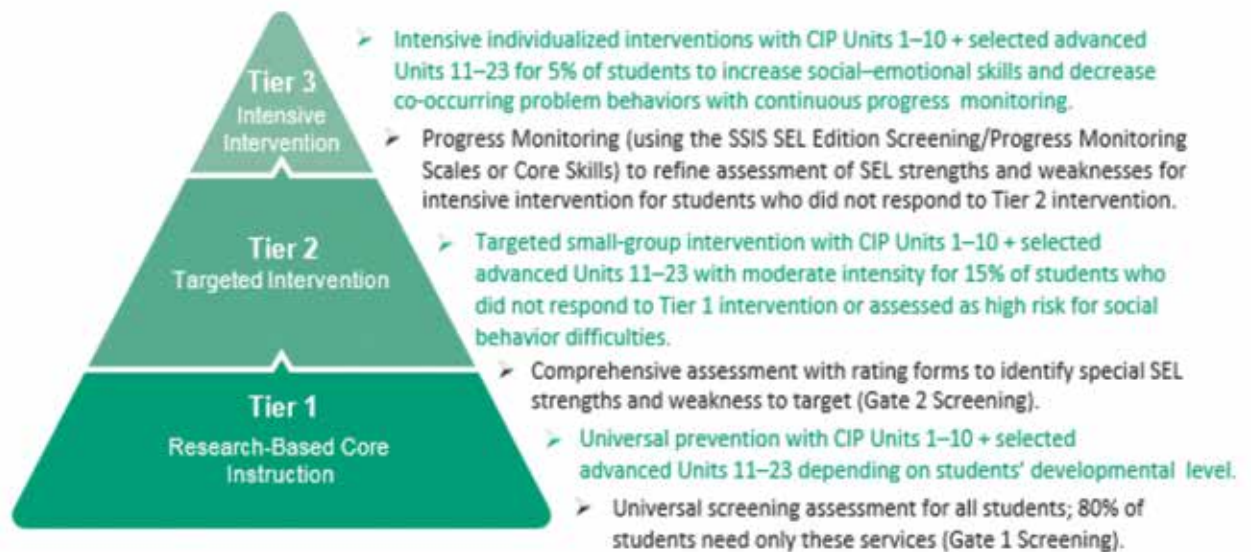 Tier 3
Intensive
Intervention
➢ Intensive individualized interventions with CIP Units 1–10 + selected advanced
Units 11–23 for 5% of students to increase social–emotional skills and decrease
co-occurring problem behaviors with continuous progress monitoring.
➢ Progress Monitoring (using the SSIS SEL Edition Screening/Progress Monitoring
Scales or Core Skills) to refine assessment of SEL strengths and weaknesses for
intensive intervention for students who did not respond to Tier 2 intervention.
Tier 2
Targeted Intervention
➢ Targeted small-group intervention with CIP Units 1–10 + selected
advanced Units 11–23 with moderate intensity for 15% of students who
did not respond to Tier 1 intervention or assessed as high risk for social
behavior difficulties.
➢ Comprehensive assessment with rating forms to identify special SEL
strengths and weakness to target (Gate 2 Screening).
Tier 1
Research-Based Core
Instruction
➢ Universal prevention with CIP Units 1–10 + selected
advanced Units 11–23 depending on students' developmental level.
➢ Universal screening assessment for all students; 80% of
students need only these services (Gate 1 Screening).